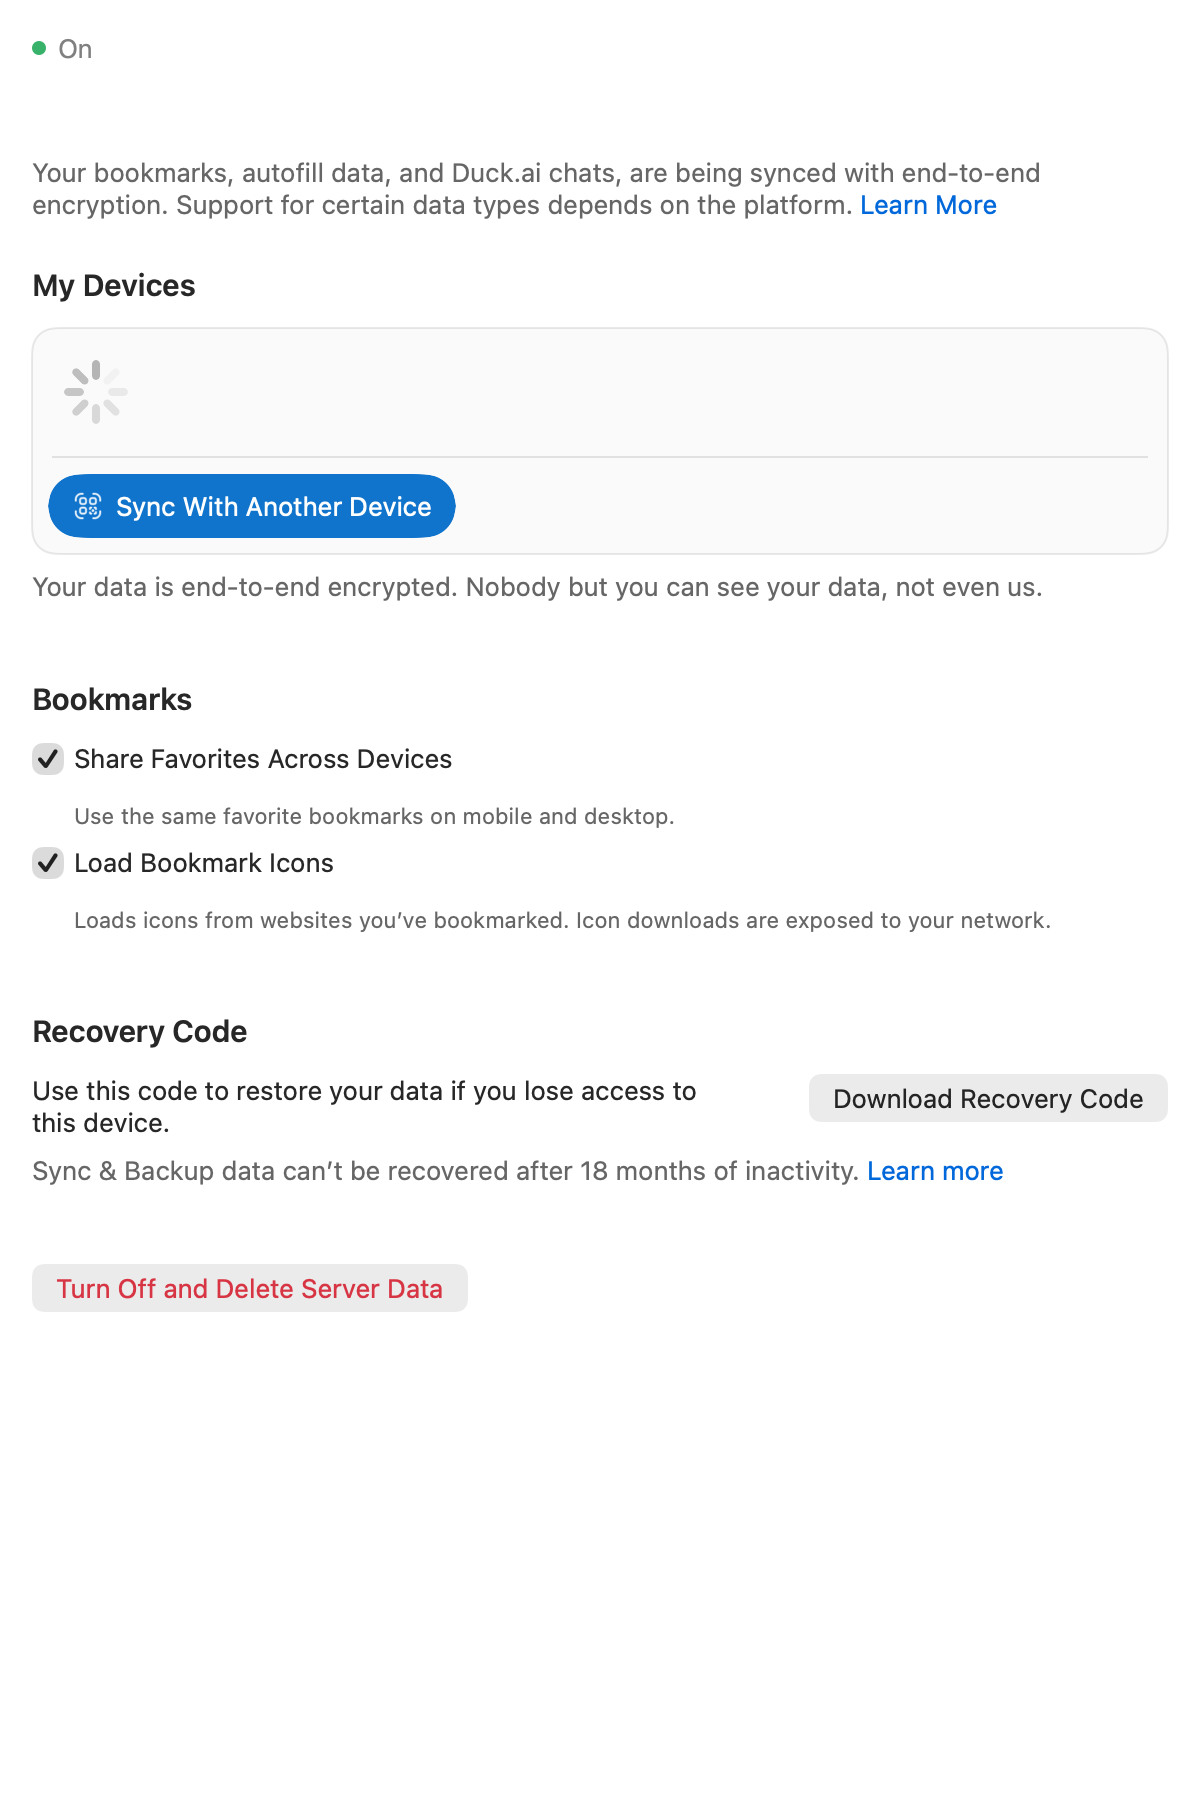 On
Your bookmarks, autofill data, and Duck.ai chats, are being synced with end-to-end
encryption. Support for certain data types depends on the platform. Learn More
My Devices
Sync With Another Device
Your data is end-to-end encrypted. Nobody but you can see your data, not even us.
Bookmarks
Share Favorites Across Devices
Use the same favorite bookmarks on mobile and desktop.
Load Bookmark Icons
Loads icons from websites you’ve bookmarked. Icon downloads are exposed to your network.
Recovery Code
Use this code to restore your data if you lose access to
this device.
Download Recovery Code
Sync & Backup data can’t be recovered after 18 months of inactivity. Learn more
Turn Off and Delete Server Data